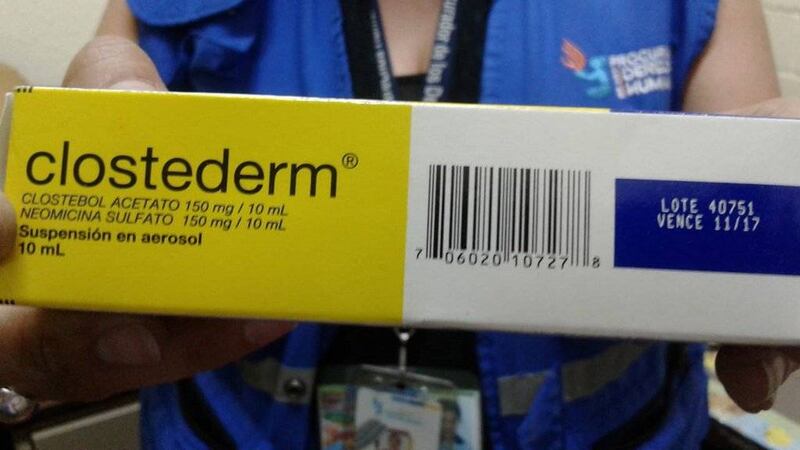 clostederm®
CLOSTEBOL ACETATO 150 mg / 10 mL
NEOMICINA SULFATO 150 mg / 10 mL
Suspensión en aerosol
10 mL
7 06020 10727 8
LOTE 40751
VENCE 11/17